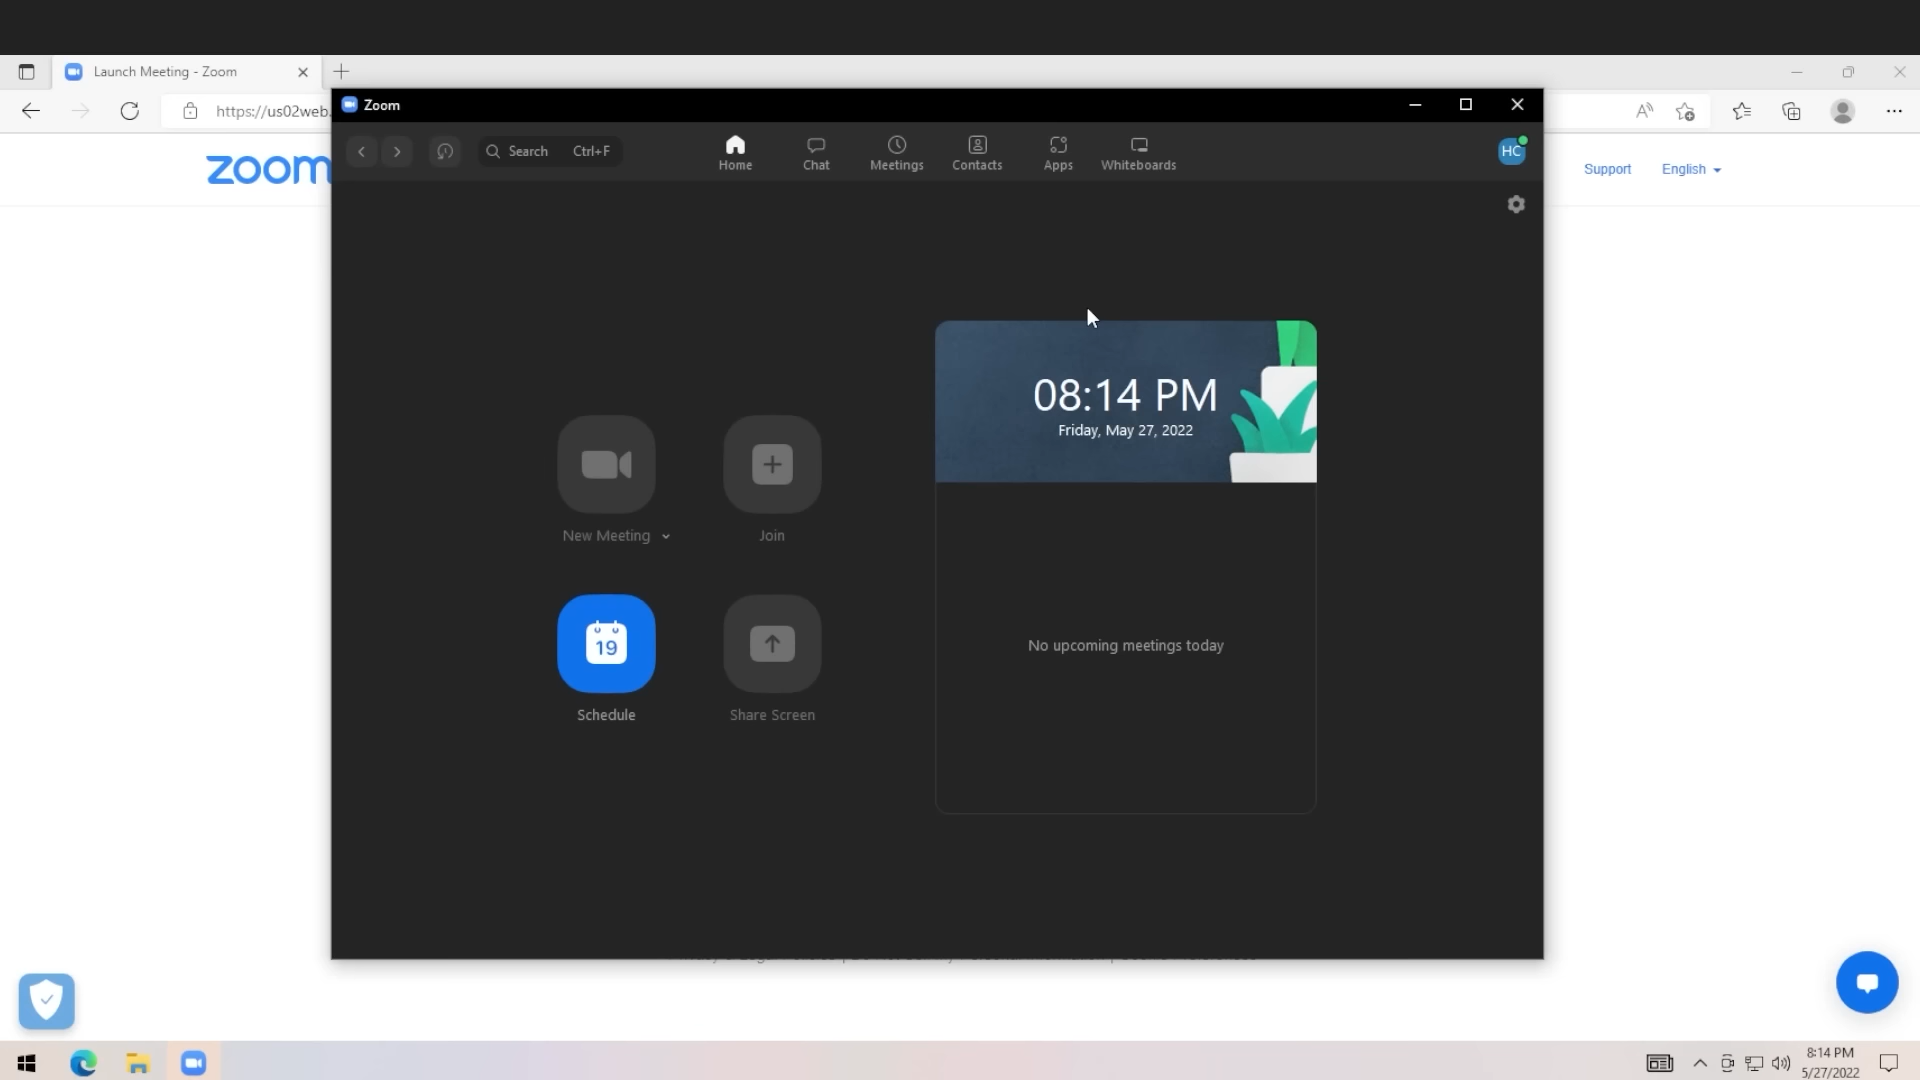 Launch Meeting - Zoom
https://us02web.
Zoom
Search Ctrl+F
Home
Chat
Meetings
Contacts
Apps
Whiteboards
HC
zoom
Support
English
08:14 PM
Friday, May 27, 2022
New Meeting
Join
19
Schedule
Share Screen
No upcoming meetings today
8:14 PM
5/27/2022